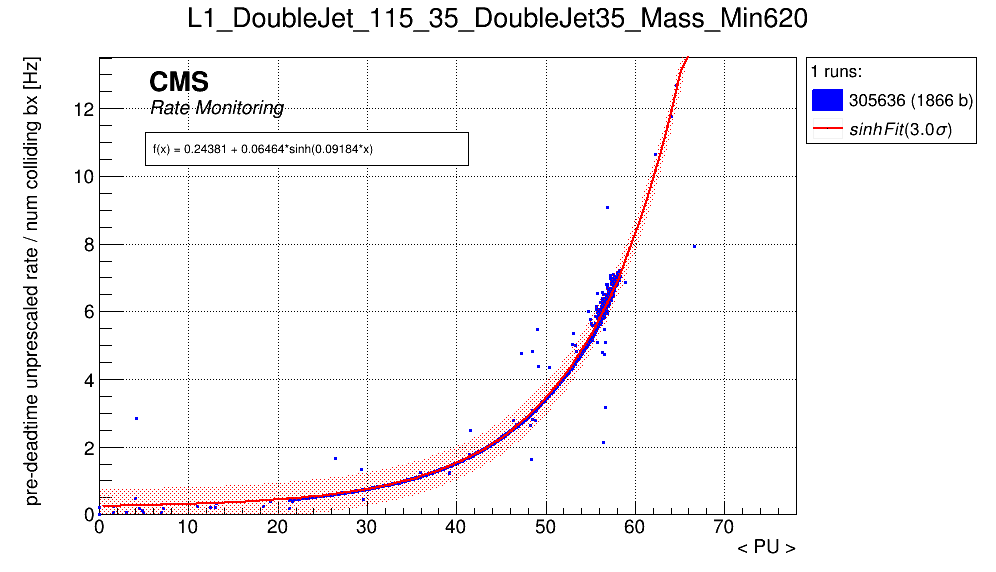 L1_DoubleJet_115_35_DoubleJet35_Mass_Min620
pre-deadtime unprescaled rate / num colliding bx [Hz]
CMS
Rate Monitoring
f(x) = 0.24381 + 0.06464*sinh(0.09184*x)
1 runs:
305636 (1866 b)
sinhFit(3.0σ)
12
10
8
6
4
2
0
0 10 20 30 40 50 60 70
< PU >